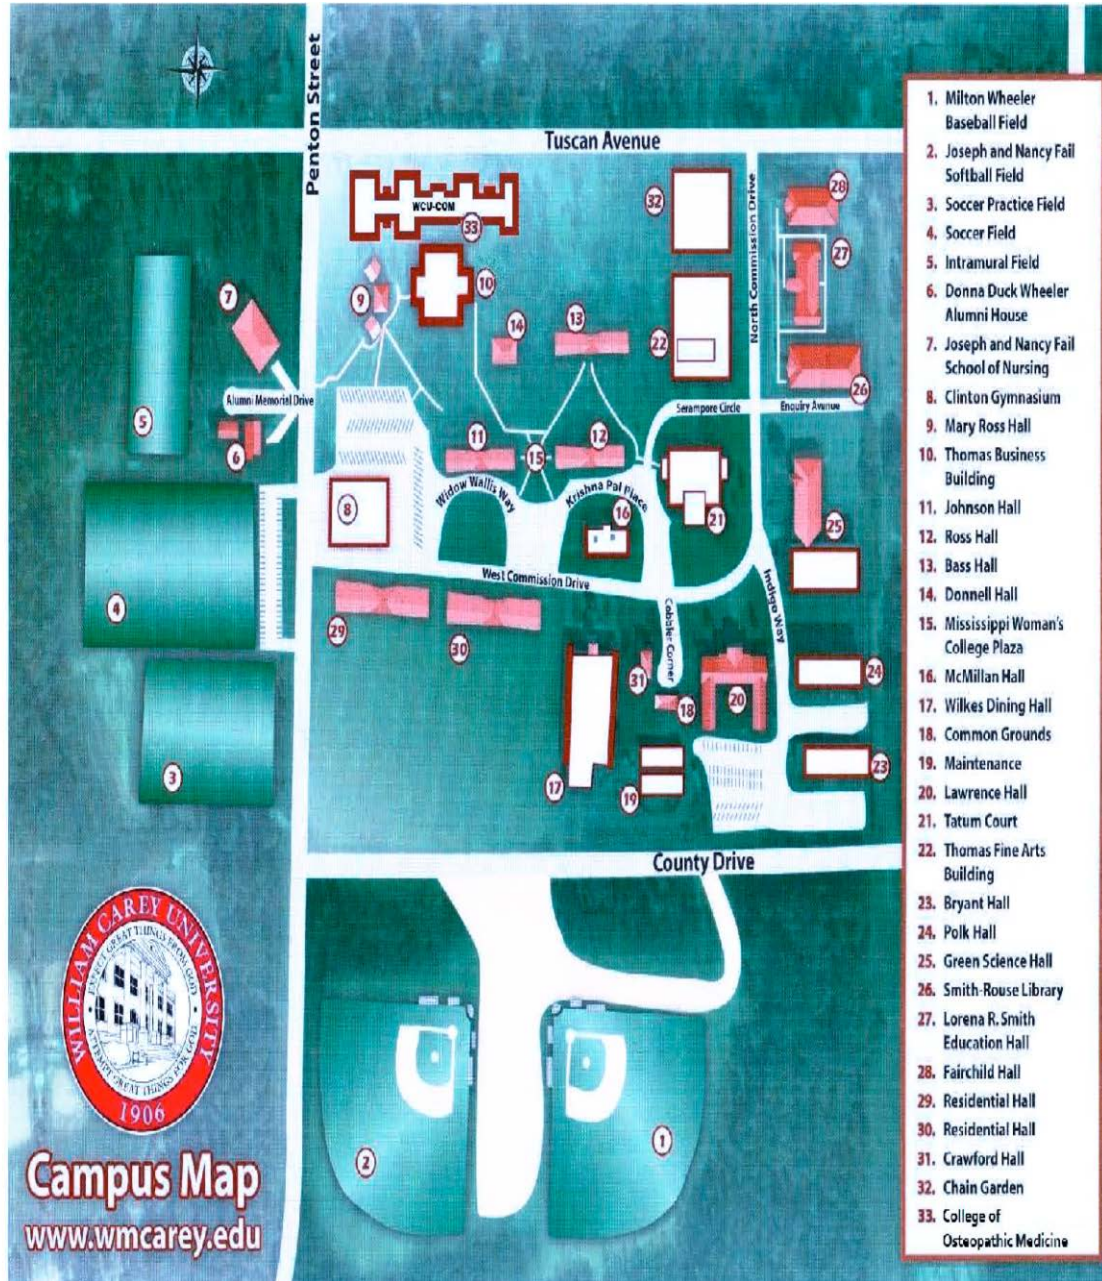 Penton Street
Tuscan Avenue
WCU-COM
33
32
28
27
North Commission Drive
10
9
7
14
13
22
26
Alumni Memorial Drive
Serampore Circle
Enquiry Avenue
5
6
11
15
12
Widow Wallis Way
Krishna Pal Place
8
16
21
25
West Commission Drive
Indigo Way
4
29
30
Cobbler Corner
31
18
20
24
3
17
19
23
County Drive
2
1
WILLIAM CAREY UNIVERSITY
EXPECT GREAT THINGS FROM GOD
ATTEMPT GREAT THINGS FOR GOD
1906
Campus Map
www.wmcarey.edu
1. Milton Wheeler
Baseball Field
2. Joseph and Nancy Fail
Softball Field
3. Soccer Practice Field
4. Soccer Field
5. Intramural Field
6. Donna Duck Wheeler
Alumni House
7. Joseph and Nancy Fail
School of Nursing
8. Clinton Gymnasium
9. Mary Ross Hall
10. Thomas Business
Building
11. Johnson Hall
12. Ross Hall
13. Bass Hall
14. Donnell Hall
15. Mississippi Woman's
College Plaza
16. McMillan Hall
17. Wilkes Dining Hall
18. Common Grounds
19. Maintenance
20. Lawrence Hall
21. Tatum Court
22. Thomas Fine Arts
Building
23. Bryant Hall
24. Polk Hall
25. Green Science Hall
26. Smith-Rouse Library
27. Lorena R. Smith
Education Hall
28. Fairchild Hall
29. Residential Hall
30. Residential Hall
31. Crawford Hall
32. Chain Garden
33. College of
Osteopathic Medicine